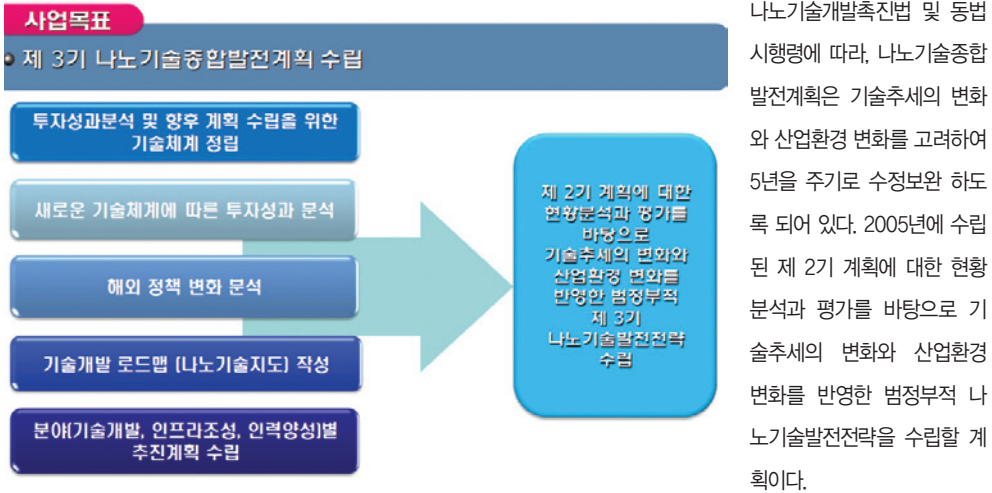 사업목표
제 3기 나노기술종합발전계획 수립
투자성과분석 및 향후 계획 수립을 위한
기술체계 정립
새로운 기술체계에 따른 투자성과 분석
해외 정책 변화 분석
기술개발 로드맵 (나노기술지도) 작성
분야(기술개발, 인프라조성, 인력양성)별
추진계획 수립
제 2기 계획에 대한
현황분석과 평가를
바탕으로
기술추세의 변화와
산업환경 변화를
반영한 범정부적
제 3기
나노기술발전전략
수립
나노기술개발촉진법 및 동법
시행령에 따라, 나노기술종합
발전계획은 기술추세의 변화
와 산업환경 변화를 고려하여
5년을 주기로 수정보완 하도
록 되어 있다. 2005년에 수립
된 제 2기 계획에 대한 현황
분석과 평가를 바탕으로 기
술추세의 변화와 산업환경
변화를 반영한 범정부적 나
노기술발전전략을 수립할 계
획이다.